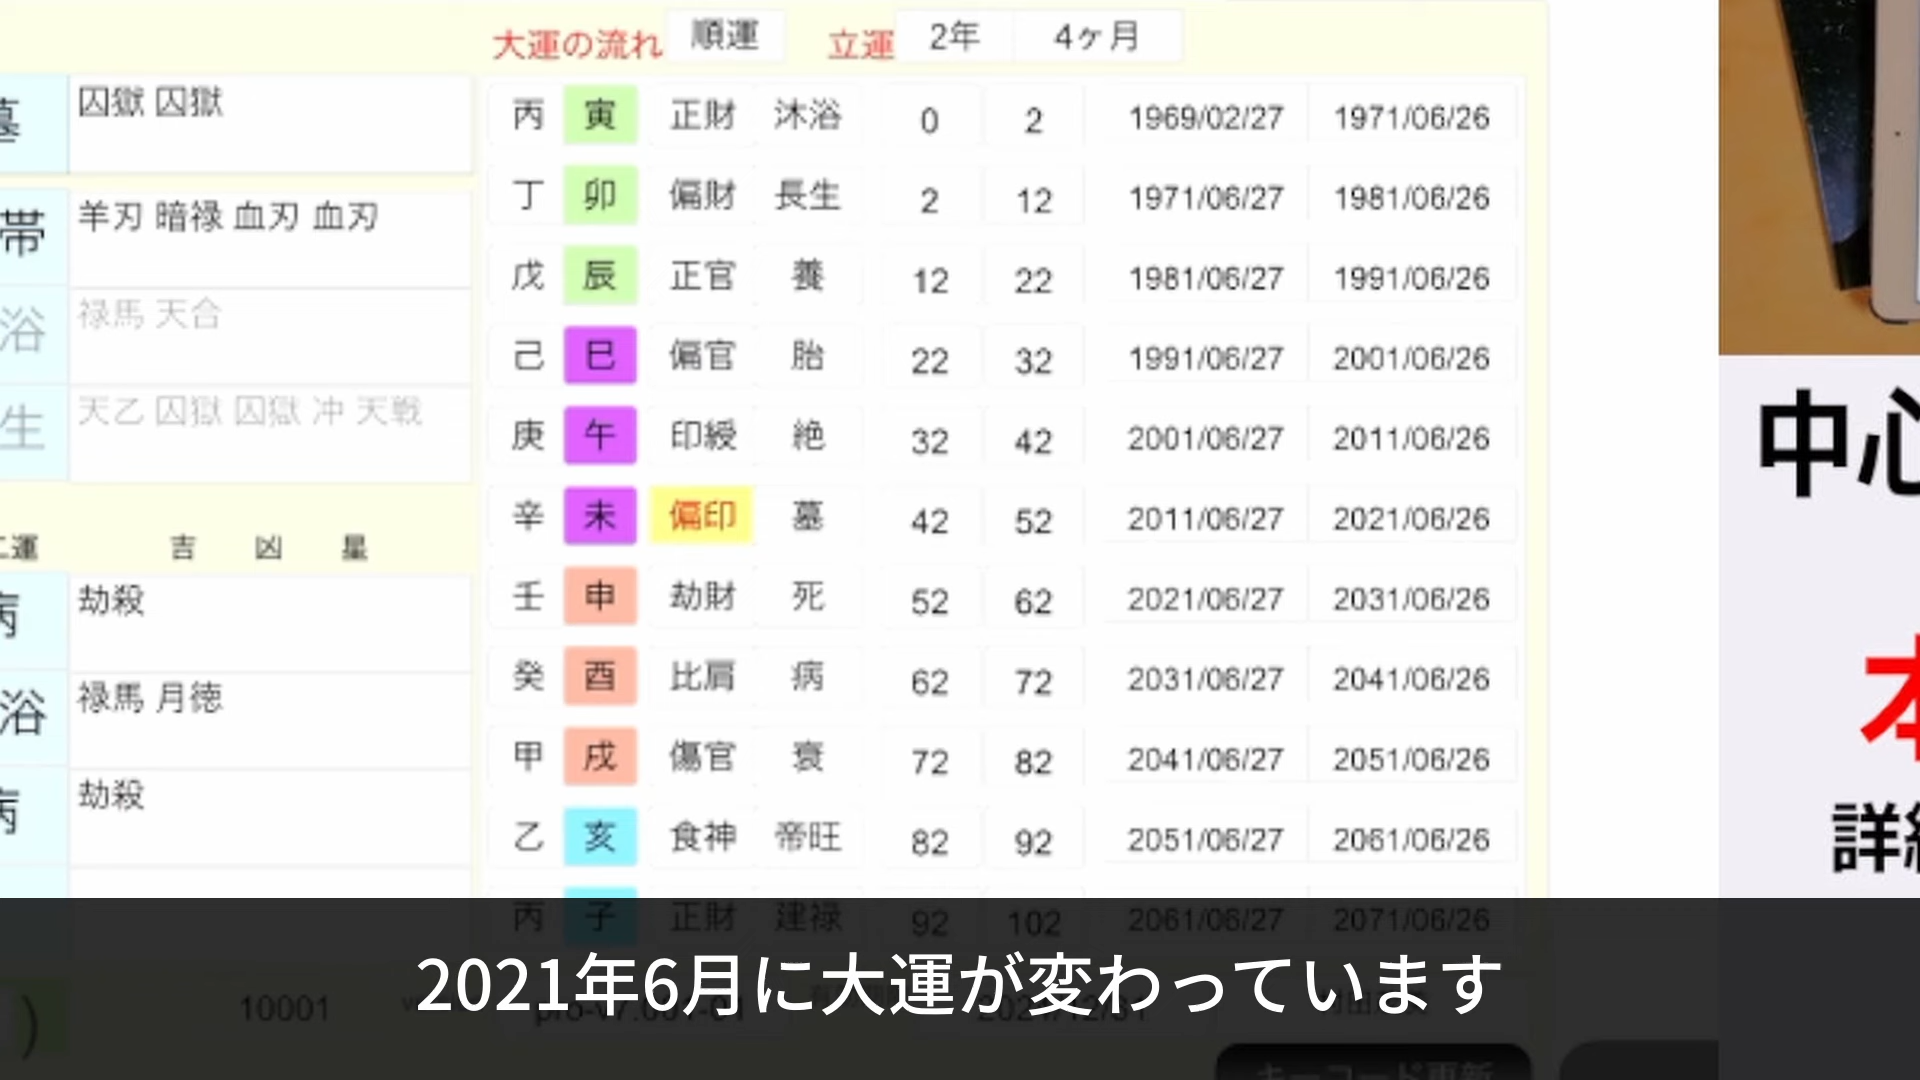 大運の流れ 順運 立運 2年 4ヶ月
囚獄 囚獄
羊刃 暗禄 血刃 血刃
帯
禄馬 天合
浴
天乙 囚獄 囚獄 冲 天戦
生
運 吉 凶 星
劫殺
禄馬 月徳
浴
劫殺
丙 寅 正財 沐浴 0 2 1969/02/27 1971/06/26
丁 卯 偏財 長生 2 12 1971/06/27 1981/06/26
戊 辰 正官 養 12 22 1981/06/27 1991/06/26
己 巳 偏官 胎 22 32 1991/06/27 2001/06/26
庚 午 印綬 絶 32 42 2001/06/27 2011/06/26
辛 未 偏印 墓 42 52 2011/06/27 2021/06/26
壬 申 劫財 死 52 62 2021/06/27 2031/06/26
癸 酉 比肩 病 62 72 2031/06/27 2041/06/26
甲 戌 傷官 衰 72 82 2041/06/27 2051/06/26
乙 亥 食神 帝旺 82 92 2051/06/27 2061/06/26
丙 子 正財 建禄 92 102 2061/06/27 2071/06/26
中心
本
10001
2021年6月に大運が変わっています
キーコード更新